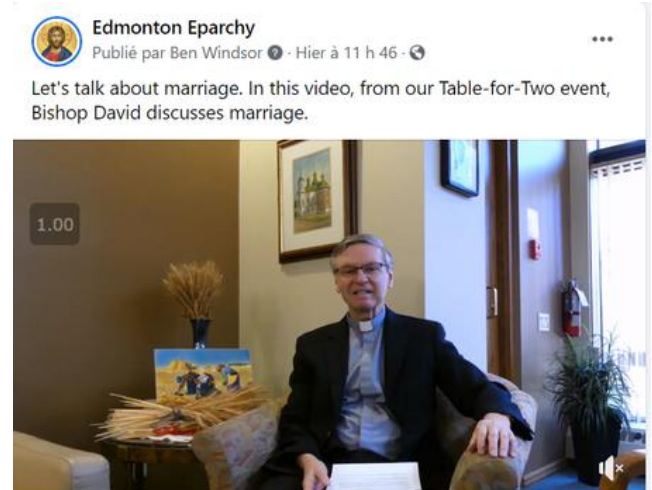 Edmonton Eparchy
Publié par Ben Windsor · Hier à 11 h 46 ·
Let's talk about marriage. In this video, from our Table-for-Two event,
Bishop David discusses marriage.
1.00